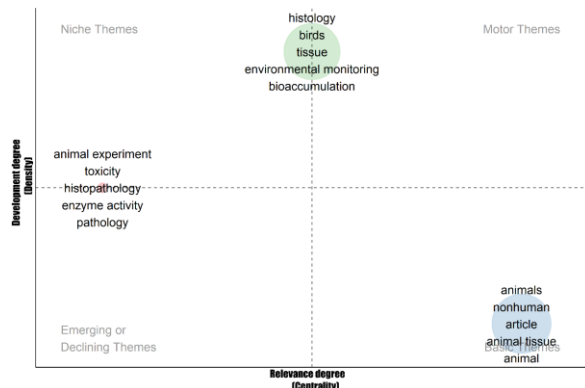 Niche Themes
Motor Themes
histology
birds
tissue
environmental monitoring
bioaccumulation
animal experiment
toxicity
histopathology
enzyme activity
pathology
Development degree
(Density)
Emerging or
Declining Themes
animals
nonhuman
article
animal tissue
Basic Themes
animal
Relevance degree
(Centrality)